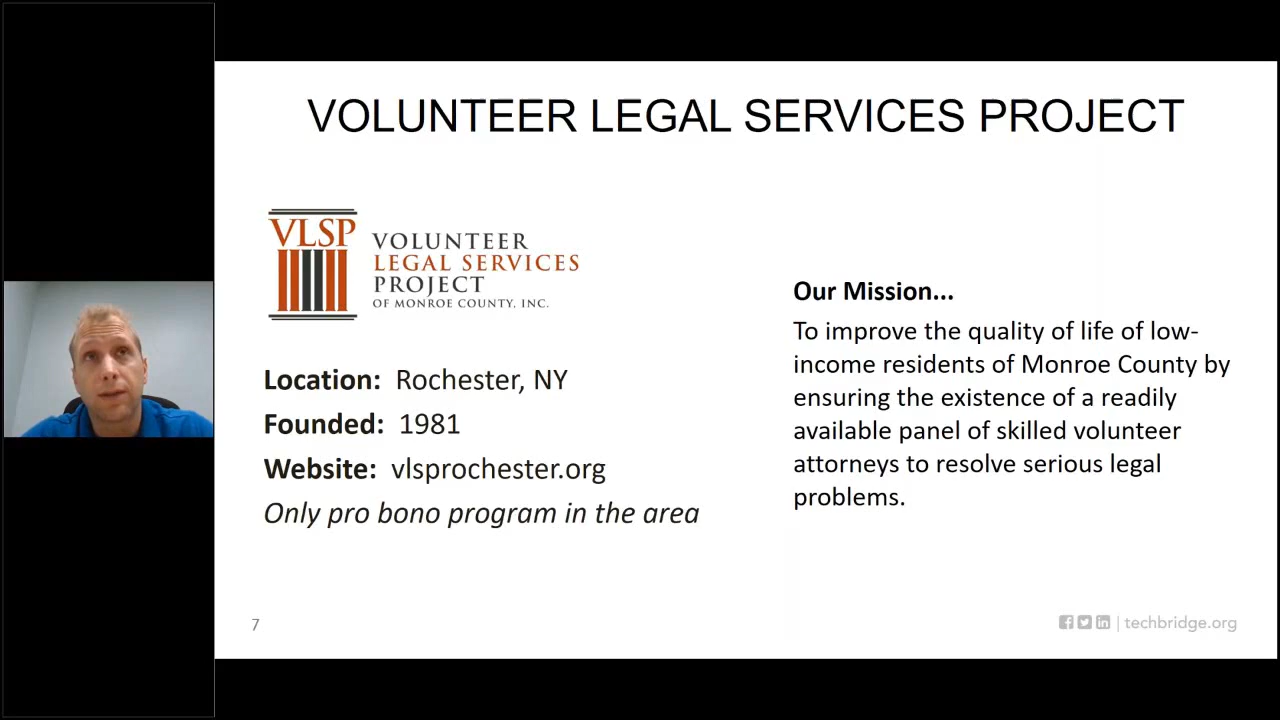 VOLUNTEER LEGAL SERVICES PROJECT
VLSP
VOLUNTEER
LEGAL SERVICES
PROJECT
OF MONROE COUNTY, INC.
Location: Rochester, NY
Founded: 1981
Website: vlsprochester.org
Only pro bono program in the area
Our Mission...
To improve the quality of life of low-
income residents of Monroe County by
ensuring the existence of a readily
available panel of skilled volunteer
attorneys to resolve serious legal
problems.
7
| techbridge.org